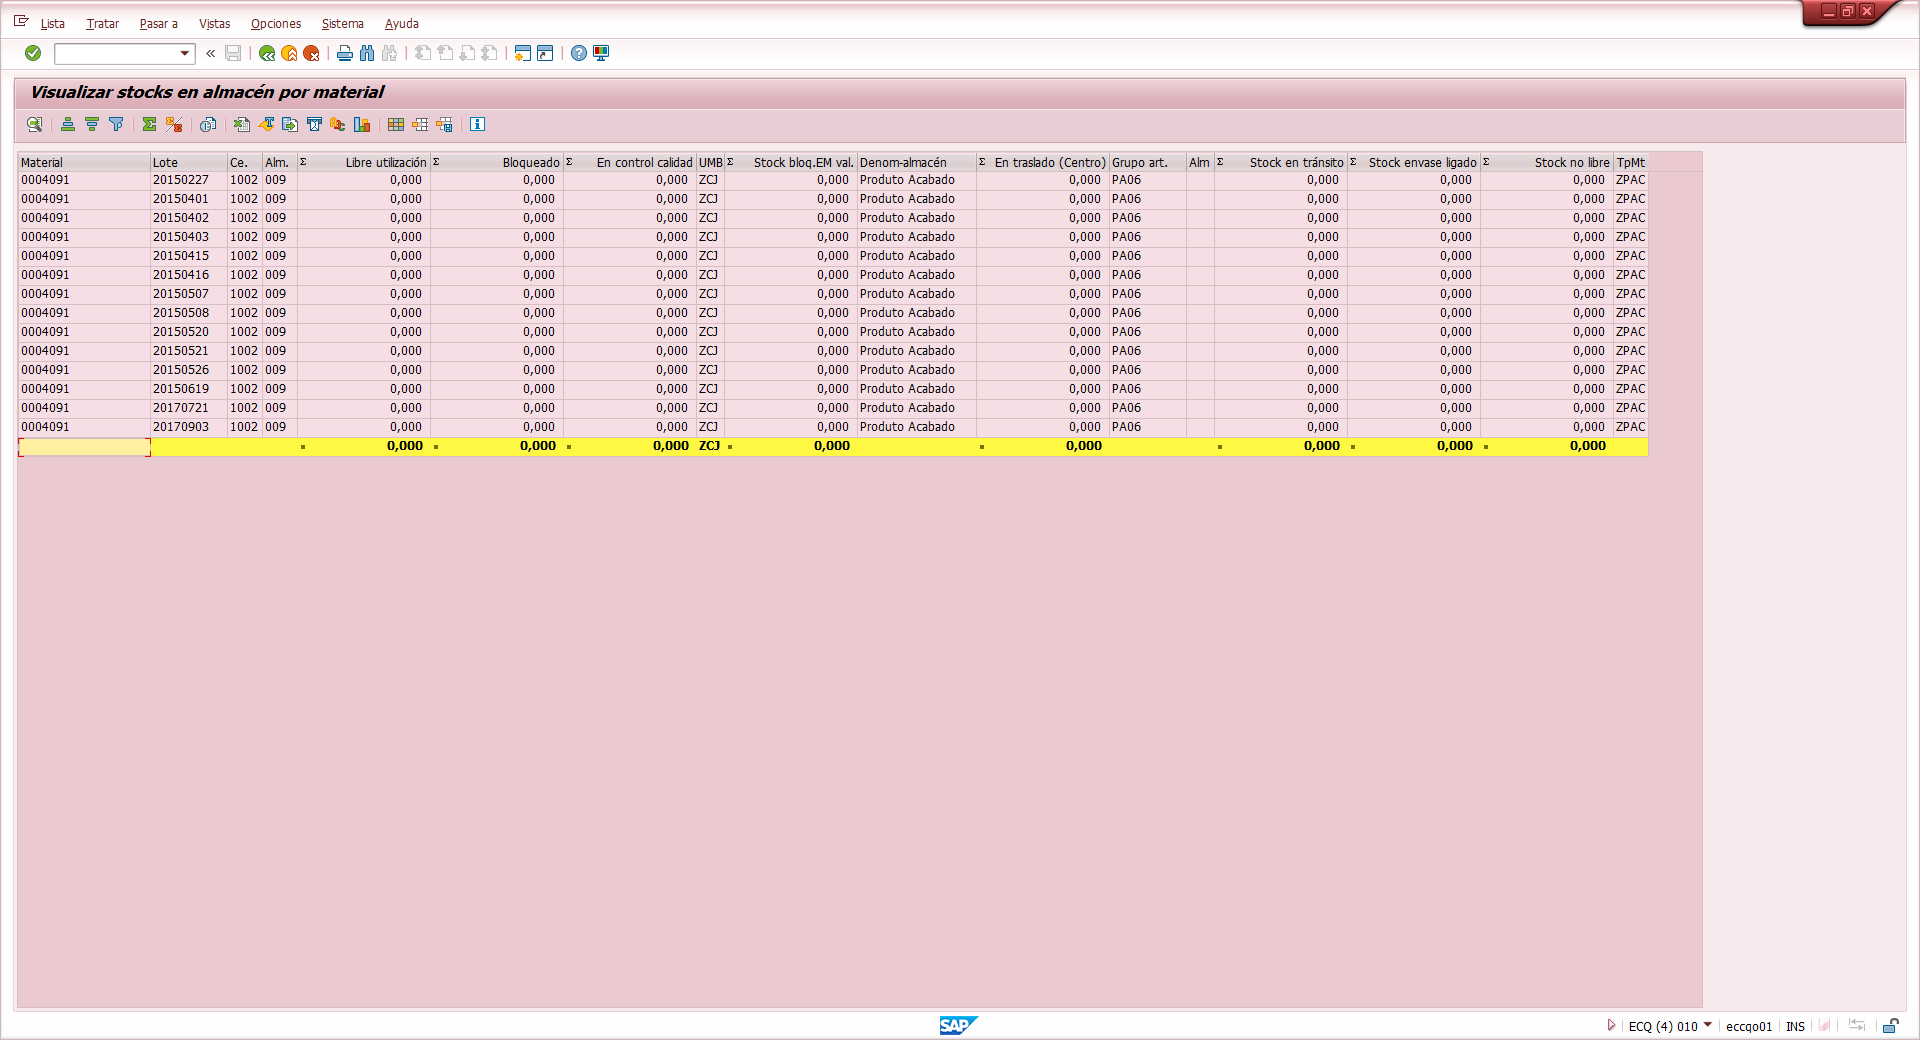 Lista Tratar Pasar a Vistas Opciones Sistema Ayuda
Visualizar stocks en almacén por material
Material Lote Ce. Alm. Σ Libre utilización Σ Bloqueado Σ En control calidad UMB Σ Stock bloq.EM val. Denom-almacén Σ En traslado (Centro) Grupo art. Alm Σ Stock en tránsito Σ Stock envase ligado Σ Stock no libre TpMt
0004091 20150227 1002 009 0,000 0,000 0,000 ZCJ 0,000 Produto Acabado 0,000 PA06 0,000 0,000 0,000 ZPAC
0004091 20150401 1002 009 0,000 0,000 0,000 ZCJ 0,000 Produto Acabado 0,000 PA06 0,000 0,000 0,000 ZPAC
0004091 20150402 1002 009 0,000 0,000 0,000 ZCJ 0,000 Produto Acabado 0,000 PA06 0,000 0,000 0,000 ZPAC
0004091 20150403 1002 009 0,000 0,000 0,000 ZCJ 0,000 Produto Acabado 0,000 PA06 0,000 0,000 0,000 ZPAC
0004091 20150415 1002 009 0,000 0,000 0,000 ZCJ 0,000 Produto Acabado 0,000 PA06 0,000 0,000 0,000 ZPAC
0004091 20150416 1002 009 0,000 0,000 0,000 ZCJ 0,000 Produto Acabado 0,000 PA06 0,000 0,000 0,000 ZPAC
0004091 20150507 1002 009 0,000 0,000 0,000 ZCJ 0,000 Produto Acabado 0,000 PA06 0,000 0,000 0,000 ZPAC
0004091 20150508 1002 009 0,000 0,000 0,000 ZCJ 0,000 Produto Acabado 0,000 PA06 0,000 0,000 0,000 ZPAC
0004091 20150520 1002 009 0,000 0,000 0,000 ZCJ 0,000 Produto Acabado 0,000 PA06 0,000 0,000 0,000 ZPAC
0004091 20150521 1002 009 0,000 0,000 0,000 ZCJ 0,000 Produto Acabado 0,000 PA06 0,000 0,000 0,000 ZPAC
0004091 20150526 1002 009 0,000 0,000 0,000 ZCJ 0,000 Produto Acabado 0,000 PA06 0,000 0,000 0,000 ZPAC
0004091 20150619 1002 009 0,000 0,000 0,000 ZCJ 0,000 Produto Acabado 0,000 PA06 0,000 0,000 0,000 ZPAC
0004091 20170721 1002 009 0,000 0,000 0,000 ZCJ 0,000 Produto Acabado 0,000 PA06 0,000 0,000 0,000 ZPAC
0004091 20170903 1002 009 0,000 0,000 0,000 ZCJ 0,000 Produto Acabado 0,000 PA06 0,000 0,000 0,000 ZPAC
0,000 0,000 0,000 ZCJ 0,000 0,000 0,000 0,000 0,000
SAP
ECQ (4) 010 eccqo01 INS